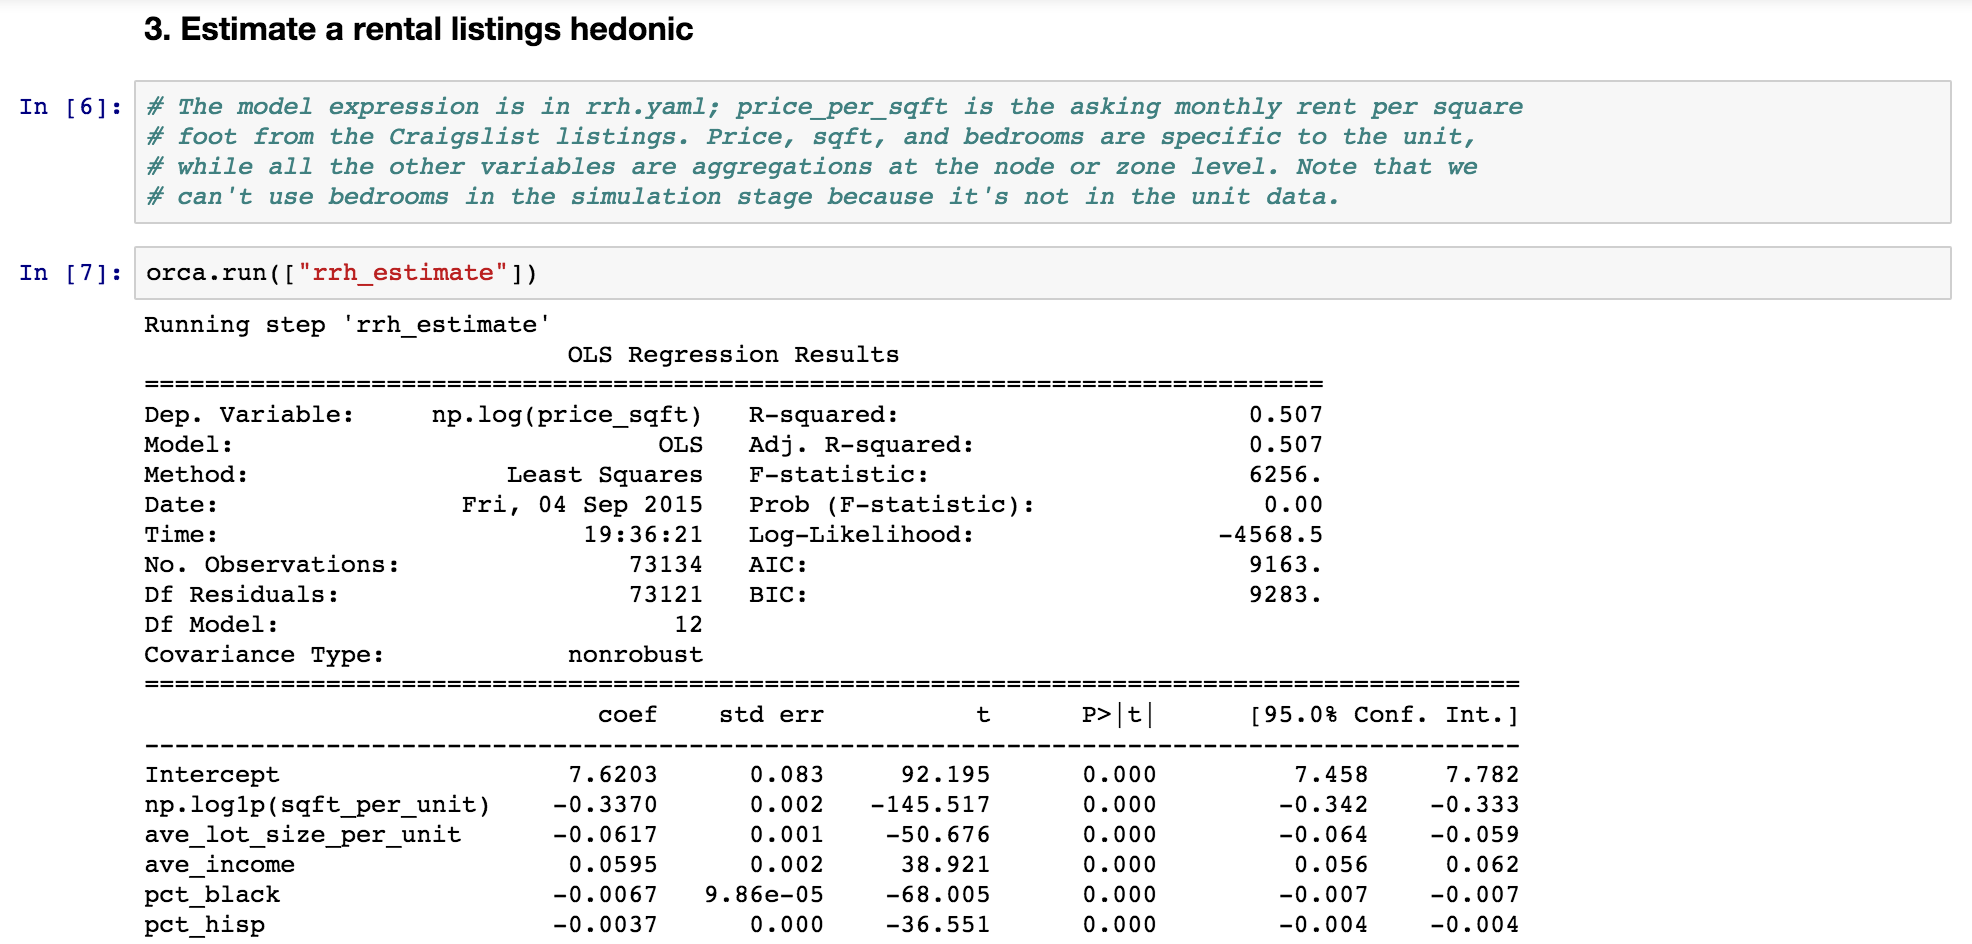 3. Estimate a rental listings hedonic
In [6]: # The model expression is in rrh.yaml; price_per_sqft is the asking monthly rent per square
# foot from the Craigslist listings. Price, sqft, and bedrooms are specific to the unit,
# while all the other variables are aggregations at the node or zone level. Note that we
# can't use bedrooms in the simulation stage because it's not in the unit data.
In [7]: orca.run(["rrh_estimate"])
Running step 'rrh_estimate'
OLS Regression Results
==============================================================================
Dep. Variable: np.log(price_sqft) R-squared: 0.507
Model: OLS Adj. R-squared: 0.507
Method: Least Squares F-statistic: 6256.
Date: Fri, 04 Sep 2015 Prob (F-statistic): 0.00
Time: 19:36:21 Log-Likelihood: -4568.5
No. Observations: 73134 AIC: 9163.
Df Residuals: 73121 BIC: 9283.
Df Model: 12
Covariance Type: nonrobust
===========================================================================================
coef std err t P>|t| [95.0% Conf. Int.]
-------------------------------------------------------------------------------------------
Intercept 7.6203 0.083 92.195 0.000 7.458 7.782
np.log1p(sqft_per_unit) -0.3370 0.002 -145.517 0.000 -0.342 -0.333
ave_lot_size_per_unit -0.0617 0.001 -50.676 0.000 -0.064 -0.059
ave_income 0.0595 0.002 38.921 0.000 0.056 0.062
pct_black -0.0067 9.86e-05 -68.005 0.000 -0.007 -0.007
pct_hisp -0.0037 0.000 -36.551 0.000 -0.004 -0.004